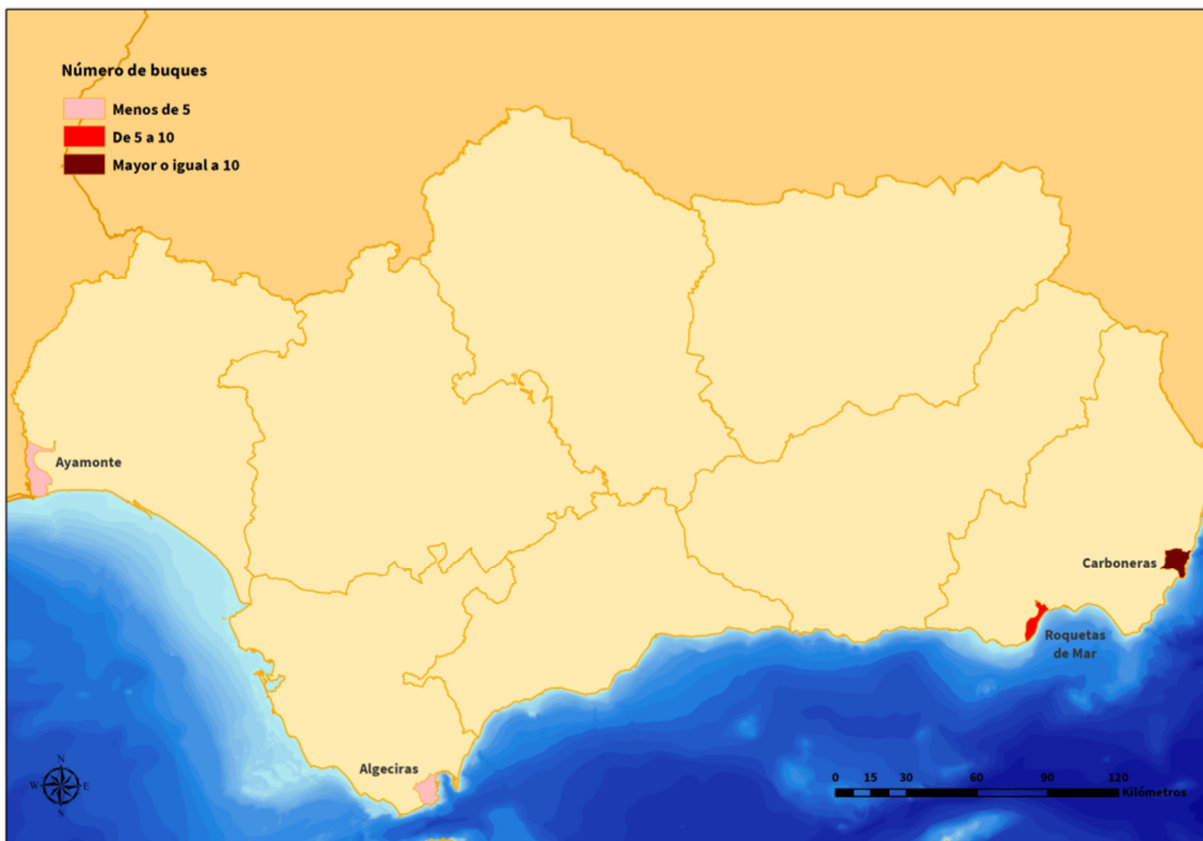 Número de buques
Menos de 5
De 5 a 10
Mayor o igual a 10
Ayamonte
Carboneras
Roquetas
de Mar
Algeciras
N
W E
S
0 15 30 60 90 120
Kilómetros